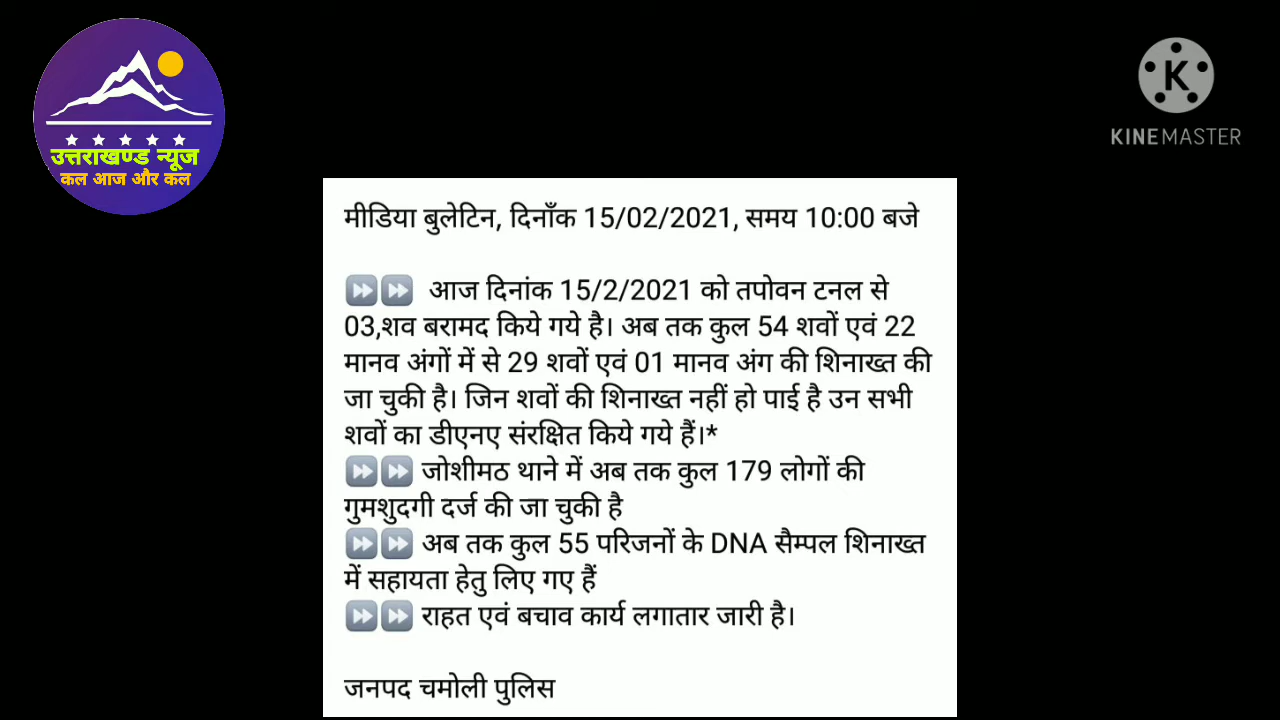 उत्तराखण्ड न्यूज
कल आज और कल
K
KINEMASTER
मीडिया बुलेटिन, दिनाँक 15/02/2021, समय 10:00 बजे
⏩⏩ आज दिनांक 15/2/2021 को तपोवन टनल से
03,शव बरामद किये गये है। अब तक कुल 54 शवों एवं 22
मानव अंगों में से 29 शवों एवं 01 मानव अंग की शिनाख्त की
जा चुकी है। जिन शवों की शिनाख्त नहीं हो पाई है उन सभी
शवों का डीएनए संरक्षित किये गये हैं।*
⏩⏩ जोशीमठ थाने में अब तक कुल 179 लोगों की
गुमशुदगी दर्ज की जा चुकी है
⏩⏩ अब तक कुल 55 परिजनों के DNA सैम्पल शिनाख्त
में सहायता हेतु लिए गए हैं
⏩⏩ राहत एवं बचाव कार्य लगातार जारी है।
जनपद चमोली पुलिस